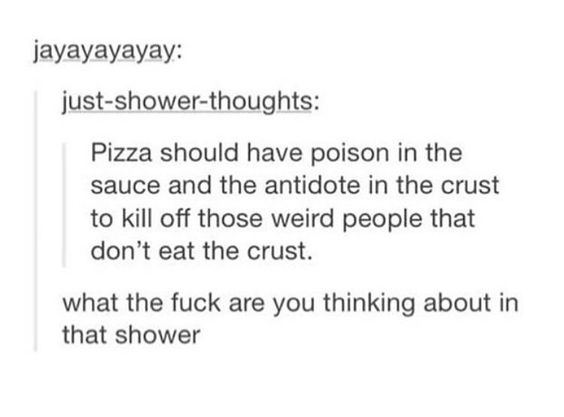 jayayayayay:
just-shower-thoughts:
Pizza should have poison in the
sauce and the antidote in the crust
to kill off those weird people that
don’t eat the crust.
what the fuck are you thinking about in
that shower